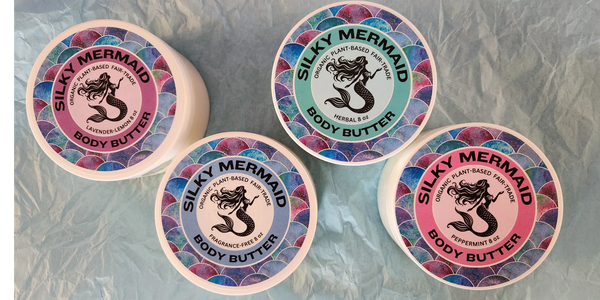 SILKY MERMAID
ORGANIC PLANT-BASED FAIR-TRADE
LAVENDER-LEMON 8 oz
BODY BUTTER
SILKY MERMAID
ORGANIC PLANT-BASED FAIR-TRADE
HERBAL 8 oz
BODY BUTTER
SILKY MERMAID
ORGANIC PLANT-BASED FAIR-TRADE
FRAGRANCE-FREE 8 oz
BODY BUTTER
SILKY MERMAID
ORGANIC PLANT-BASED FAIR-TRADE
PEPPERMINT 8 oz
BODY BUTTER